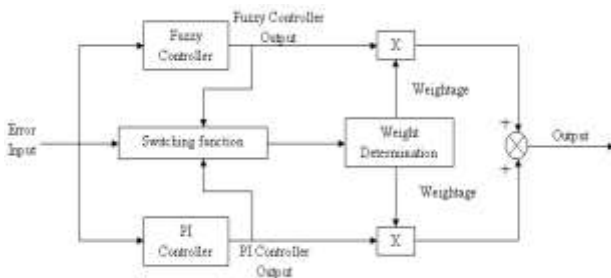 Fuzzy Controller
Output
Fuzzy
Controller
X
Weightage
Error
Input
Switching function
Weight
Determination
+
Output
+
Weightage
PI
Controller
X
PI Controller
Output